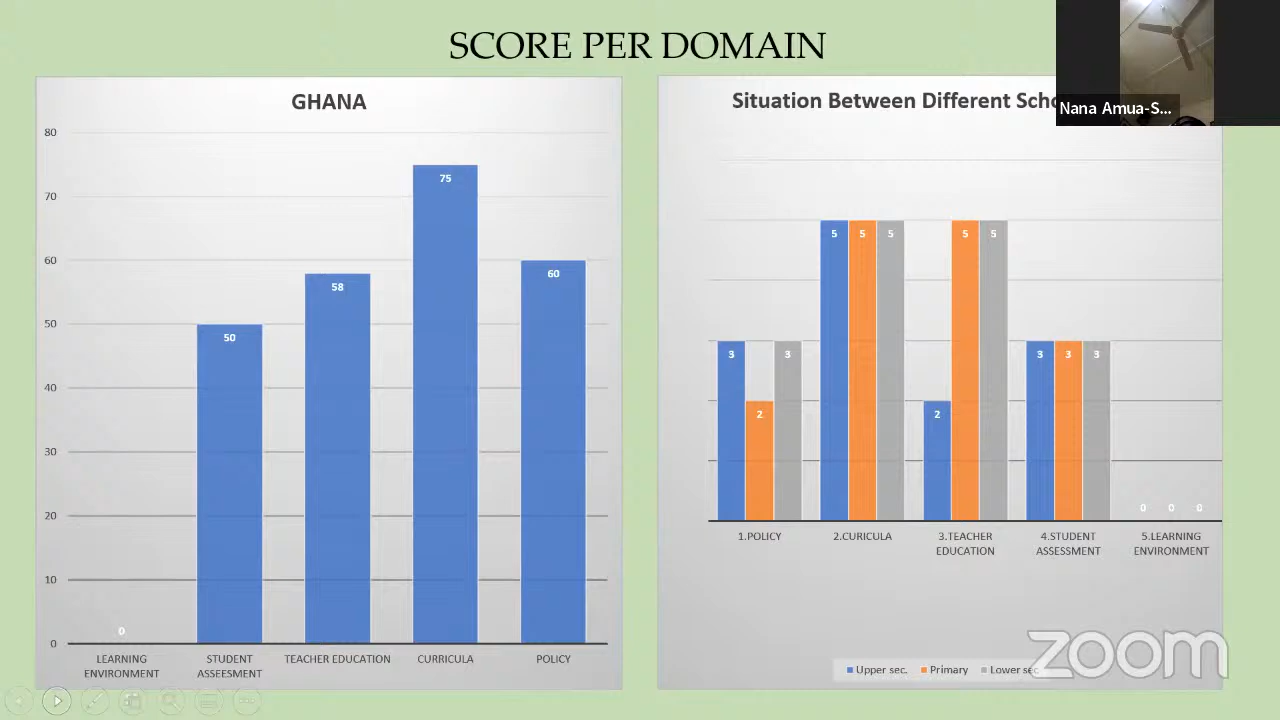 SCORE PER DOMAIN
GHANA
80
70
60
50
40
30
20
10
0
0
50
58
75
60
LEARNING
ENVIRONMENT
STUDENT
ASSEESMENT
TEACHER EDUCATION
CURRICULA
POLICY
Situation Between Different Scho
Nana Amua-S...
3
2
3
5
5
5
2
5
5
3
3
3
0
0
0
1.POLICY
2.CURICULA
3.TEACHER
EDUCATION
4.STUDENT
ASSESSMENT
5.LEARNING
ENVIRONMENT
Upper sec.
Primary
Lower sec
zoom